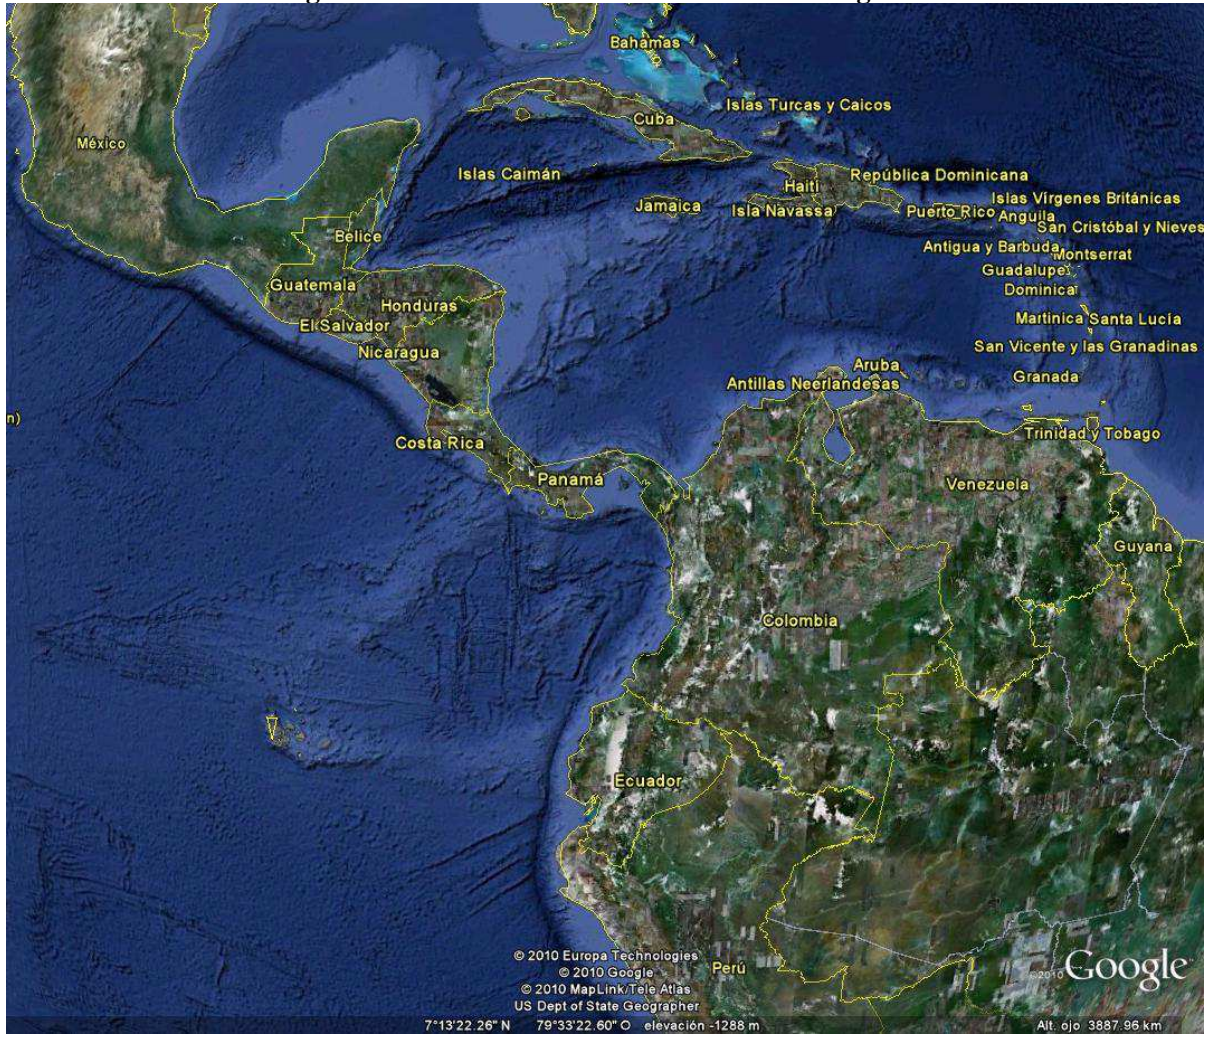 Bahamas
Islas Turcas y Caicos
Cuba
México
Islas Caimán
República Dominicana
Haití
Islas Vírgenes Británicas
Jamaica
Isla Navassa
Puerto Rico
Anguila
San Cristóbal y Nieves
Belice
Antigua y Barbuda
Montserrat
Guadalupe
Guatemala
Dominica
Honduras
Martinica
Santa Lucía
El Salvador
San Vicente y las Granadinas
Nicaragua
Aruba
Granada
Antillas Neerlandesas
n)
Trinidad y Tobago
Costa Rica
Panamá
Venezuela
Guyana
Colombia
Ecuador
Perú
© 2010 Europa Technologies
© 2010 Google
© 2010 MapLink/Tele Atlas
US Dept of State Geographer
©2010 Google
7°13'22.26" N 79°33'22.60" O elevación -1288 m
Alt. ojo 3887.96 km